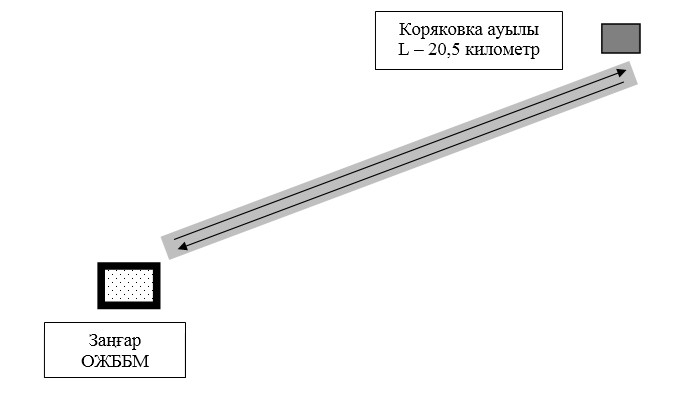 Коряковка ауылы
L – 20,5 километр
Заңғар
ОЖББМ